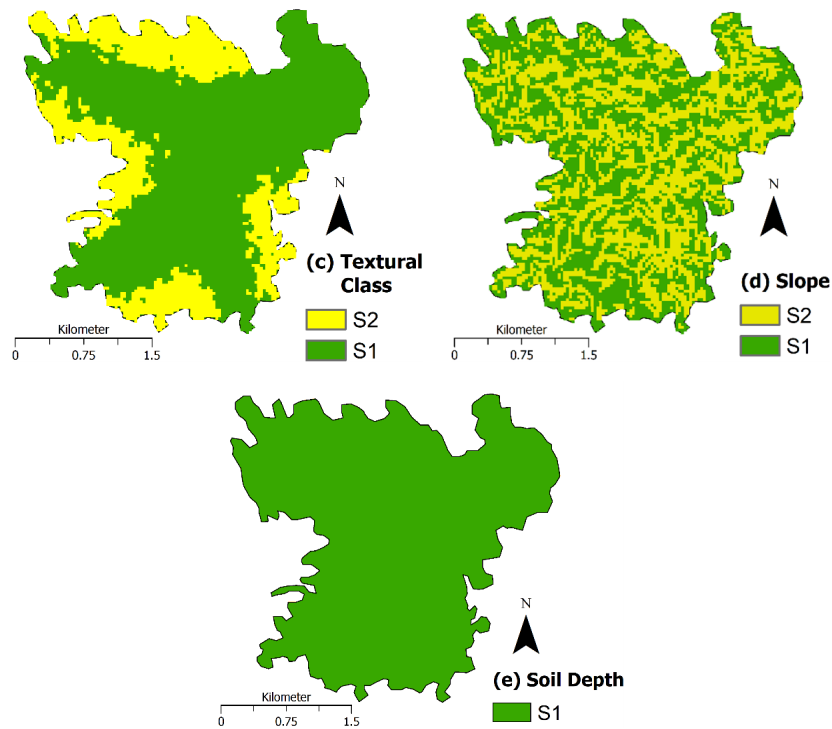 N
(c) Textural
Class
S2
S1
Kilometer
0 0.75 1.5
N
(d) Slope
S2
S1
Kilometer
0 0.75 1.5
N
(e) Soil Depth
S1
Kilometer
0 0.75 1.5